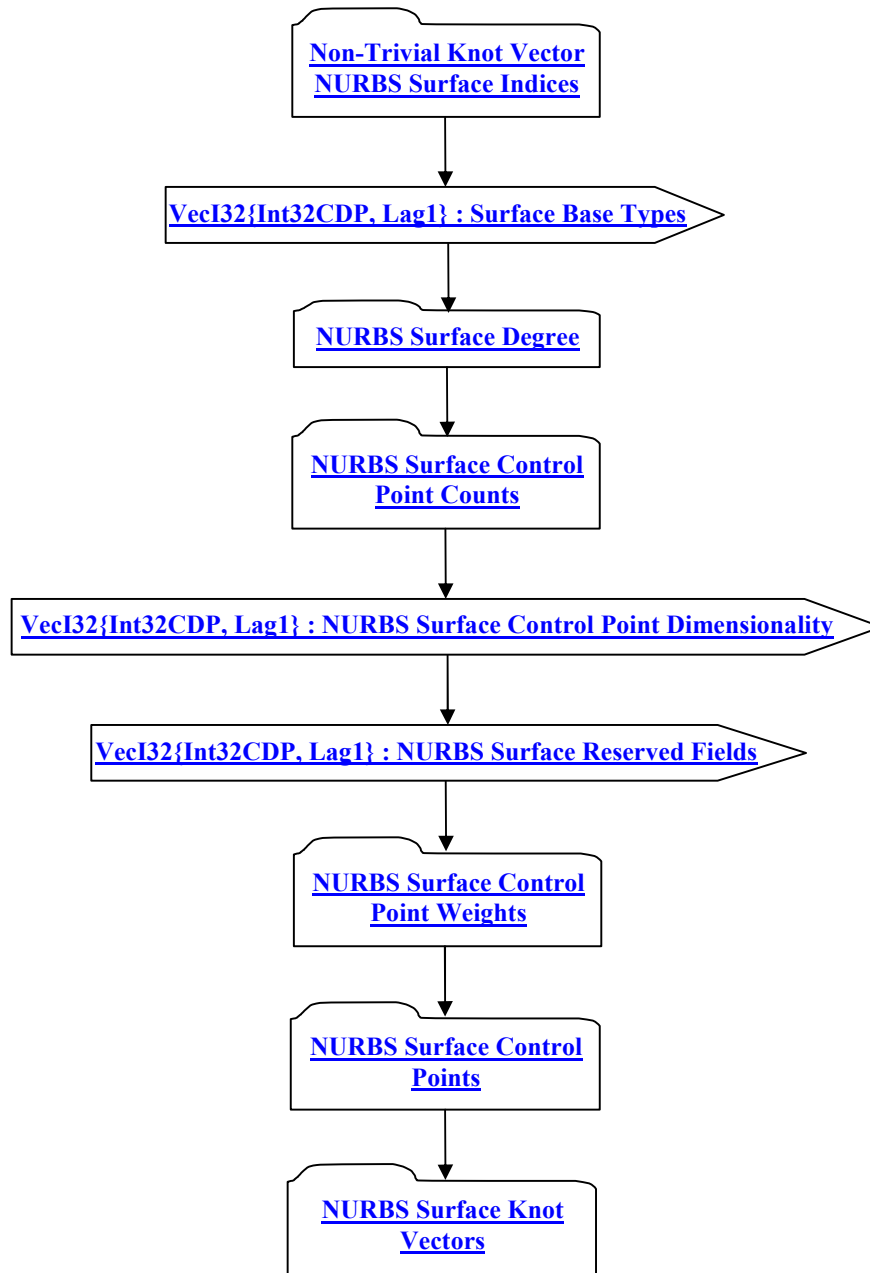 Non-Trivial Knot Vector
NURBS Surface Indices
VecI32{Int32CDP, Lag1} : Surface Base Types
NURBS Surface Degree
NURBS Surface Control
Point Counts
VecI32{Int32CDP, Lag1} : NURBS Surface Control Point Dimensionality
VecI32{Int32CDP, Lag1} : NURBS Surface Reserved Fields
NURBS Surface Control
Point Weights
NURBS Surface Control
Points
NURBS Surface Knot
Vectors